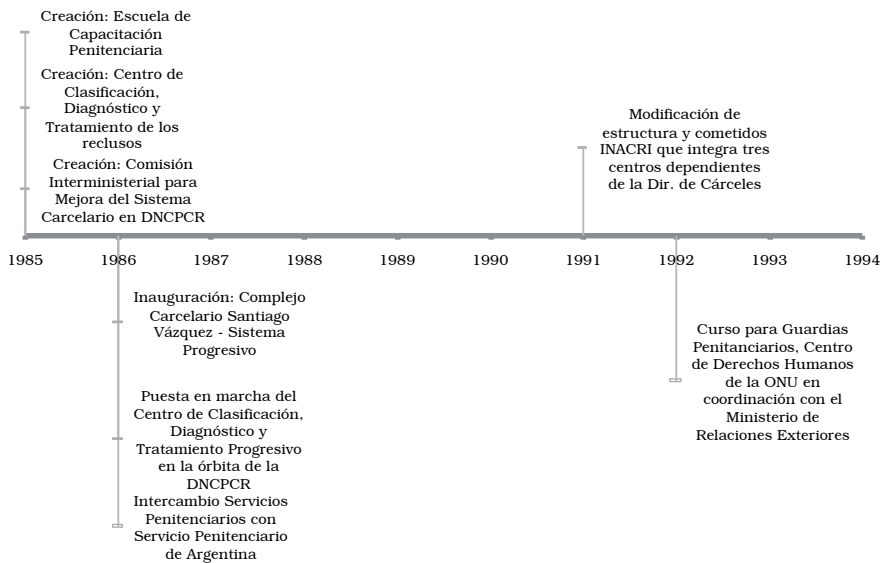 Creación: Escuela de
Capacitación
Penitenciaria
Creación: Centro de
Clasificación,
Diagnóstico y
Tratamiento de los
reclusos
Creación: Comisión
Interministerial para
Mejora del Sistema
Carcelario en DNCPCR
Modificación de
estructura y cometidos
INACRI que integra tres
centros dependientes
de la Dir. de Cárceles
1985 1986 1987 1988 1989 1990 1991 1992 1993 1994
Inauguración: Complejo
Carcelario Santiago
Vázquez - Sistema
Progresivo
Puesta en marcha del
Centro de Clasificación,
Diagnóstico y
Tratamiento Progresivo
en la órbita de la
DNCPCR
Intercambio Servicios
Penitenciarios con
Servicio Penitenciario
de Argentina
Curso para Guardias
Penitanciarios, Centro
de Derechos Humanos
de la ONU en
coordinación con el
Ministerio de
Relaciones Exteriores